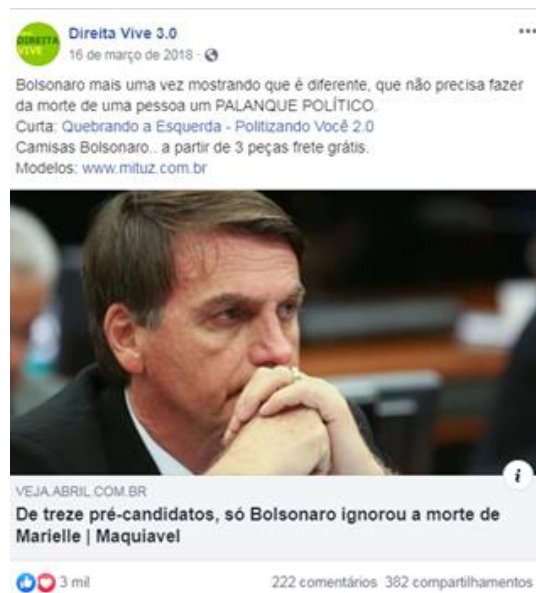 DIREITA
VIVE
Direita Vive 3.0
16 de março de 2018 ·
Bolsonaro mais uma vez mostrando que é diferente, que não precisa fazer
da morte de uma pessoa um PALANQUE POLÍTICO.
Curta: Quebrando a Esquerda - Politizando Você 2.0
Camisas Bolsonaro.. a partir de 3 peças frete grátis.
Modelos: www.mituz.com.br
i
VEJA.ABRIL.COM.BR
De treze pré-candidatos, só Bolsonaro ignorou a morte de
Marielle | Maquiavel
3 mil
222 comentários 382 compartilhamentos